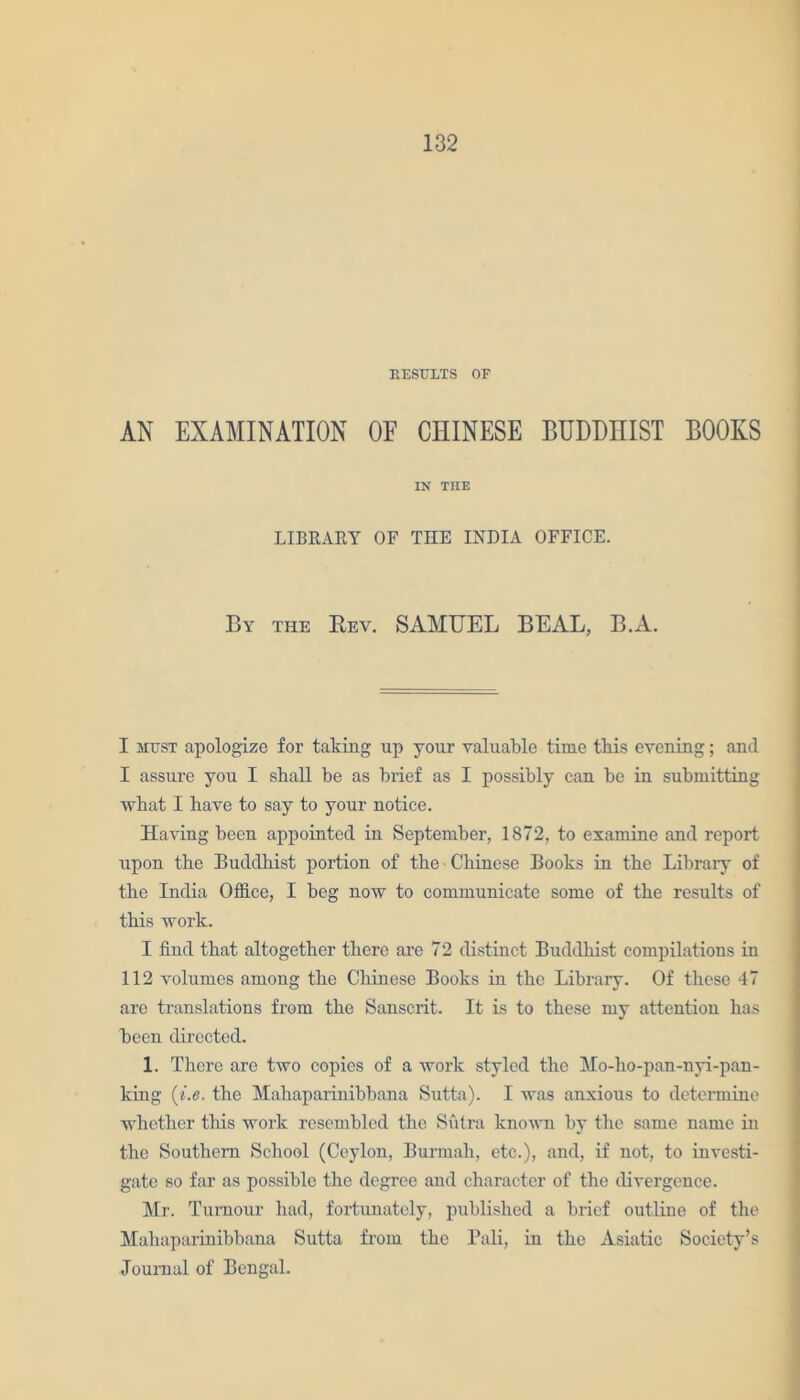 132
RESULTS OF
AN EXAMINATION OF CHINESE BUDDHIST BOOKS
IN THE
LIBRARY OF THE INDIA OFFICE.
By the Rev. SAMUEL BEAL, B.A.
I must apologize for taking up your valuable time this evening; and
I assure you I shall be as brief as I possibly can be in submitting
what I have to say to your notice.
Having been appointed in September, 1872, to examine and report
upon the Buddhist portion of the Chinese Books in the Library of
the India Office, I beg now to communicate some of the results of
this work.
I find that altogether there are 72 distinct Buddhist compilations in
112 volumes among the Chinese Books in the Library. Of these 47
are translations from the Sanscrit. It is to these my attention has
been directed.
1. There are two copies of a work styled the Mo-ho-pan-nyi-pan-
king (i.e. the Mahaparinibbana Sutta). I was anxious to determine
whether this work resembled the Sûtra known by the same name in
the Southern School (Ceylon, Burmah, etc.), and, if not, to investi-
gate so far as possible the degree and character of the divergence.
Mr. Turnour had, fortunately, published a brief outline of the
Mahaparinibbana Sutta from the Pali, in the Asiatic Society's
Journal of Bengal.